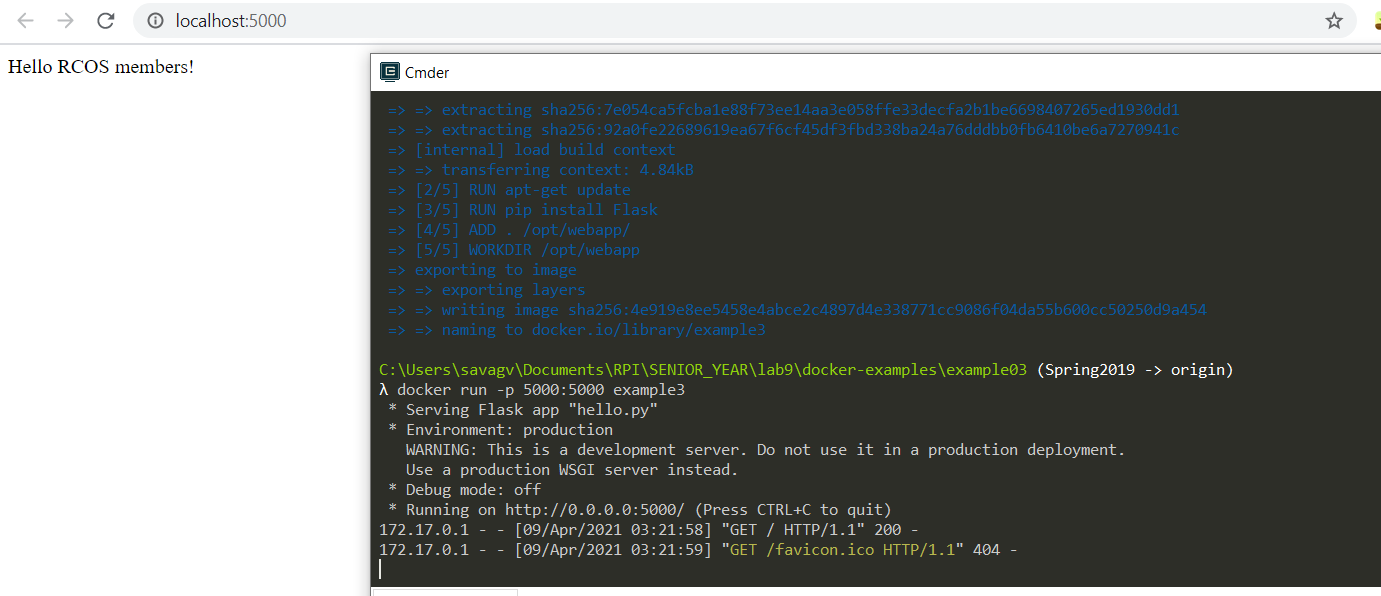 localhost:5000
Hello RCOS members!
Cmder
=> => extracting sha256:7e054ca5fcba1e88f73ee14aa3e058ffe33decfa2b1be6698407265ed1930dd1
=> => extracting sha256:92a0fe22689619ea67f6cf45df3fbd338ba24a76dddbb0fb6410be6a7270941c
=> [internal] load build context
=> => transferring context: 4.84kB
=> [2/5] RUN apt-get update
=> [3/5] RUN pip install Flask
=> [4/5] ADD . /opt/webapp/
=> [5/5] WORKDIR /opt/webapp
=> exporting to image
=> => exporting layers
=> => writing image sha256:4e919e8ee5458e4abce2c4897d4e338771cc9086f04da55b600cc50250d9a454
=> => naming to docker.io/library/example3
C:\Users\savagv\Documents\RPI\SENIOR_YEAR\lab9\docker-examples\example03 (Spring2019 -> origin)
λ docker run -p 5000:5000 example3
* Serving Flask app "hello.py"
* Environment: production
WARNING: This is a development server. Do not use it in a production deployment.
Use a production WSGI server instead.
* Debug mode: off
* Running on http://0.0.0.0:5000/ (Press CTRL+C to quit)
172.17.0.1 - - [09/Apr/2021 03:21:58] "GET / HTTP/1.1" 200 -
172.17.0.1 - - [09/Apr/2021 03:21:59] "GET /favicon.ico HTTP/1.1" 404 -